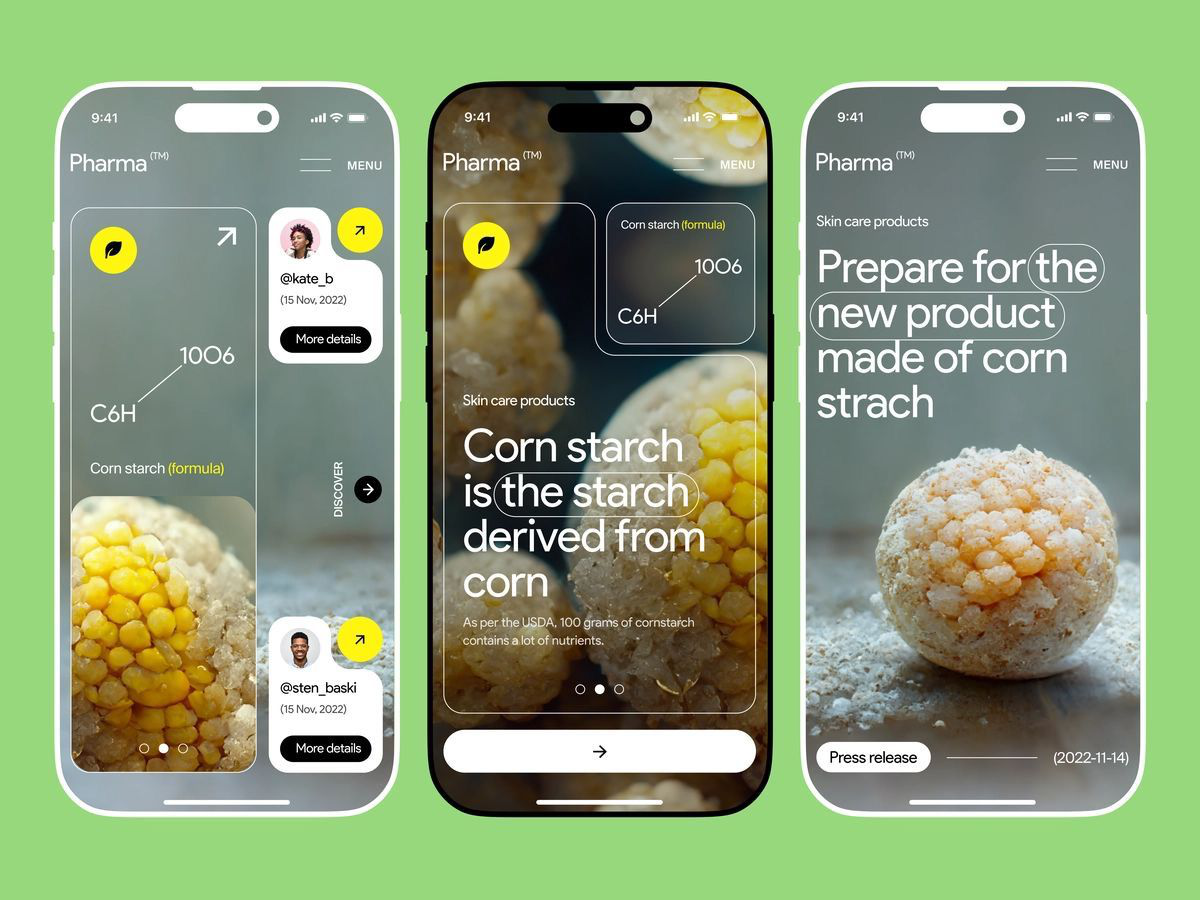 9:41
Pharma (TM)
MENU
10O6
C6H
Corn starch (formula)
@kate_b
(15 Nov, 2022)
More details
DISCOVER
@sten_baski
(15 Nov, 2022)
More details
9:41
Pharma (TM)
MENU
Corn starch (formula)
10O6
C6H
Skin care products
Corn starch
is the starch
derived from
corn
As per the USDA, 100 grams of cornstarch
contains a lot of nutrients.
9:41
Pharma (TM)
MENU
Skin care products
Prepare for the
new product
made of corn
strach
Press release
(2022-11-14)